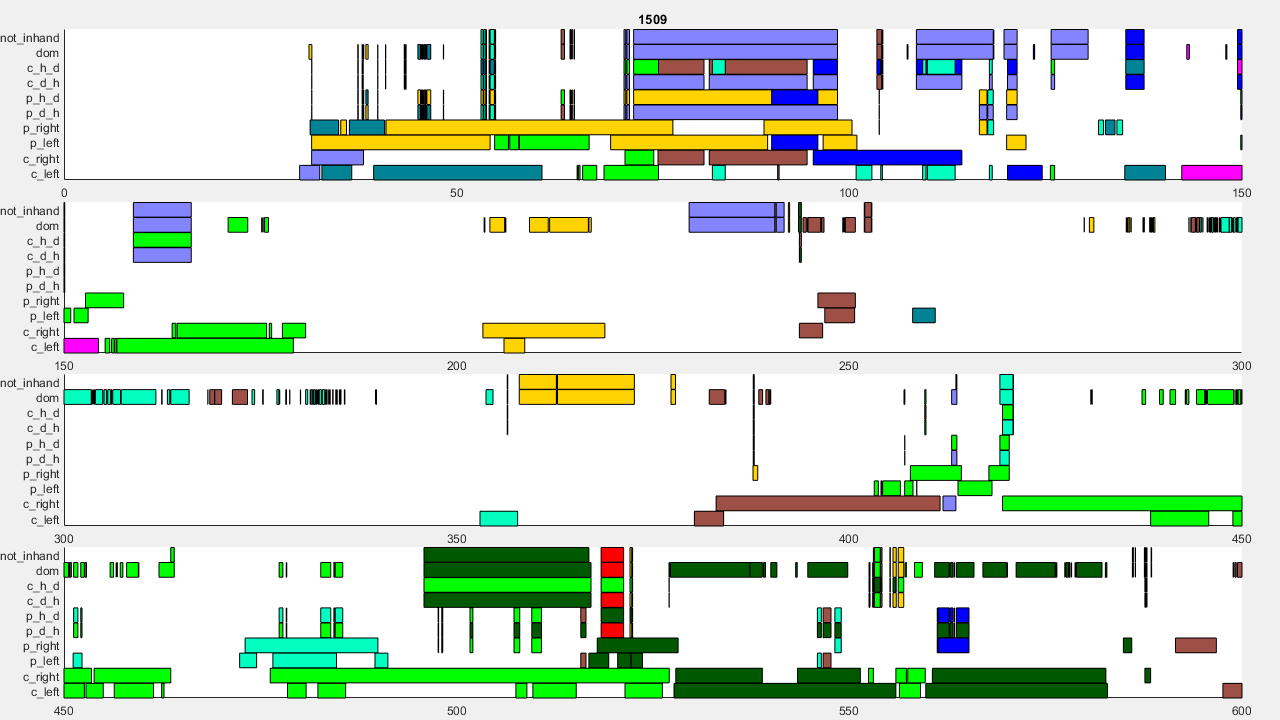 1509
not_inhand
dom
c_h_d
c_d_h
p_h_d
p_d_h
p_right
p_left
c_right
c_left
0 50 100 150
not_inhand
dom
c_h_d
c_d_h
p_h_d
p_d_h
p_right
p_left
c_right
c_left
150 200 250 300
not_inhand
dom
c_h_d
c_d_h
p_h_d
p_d_h
p_right
p_left
c_right
c_left
300 350 400 450
not_inhand
dom
c_h_d
c_d_h
p_h_d
p_d_h
p_right
p_left
c_right
c_left
450 500 550 600